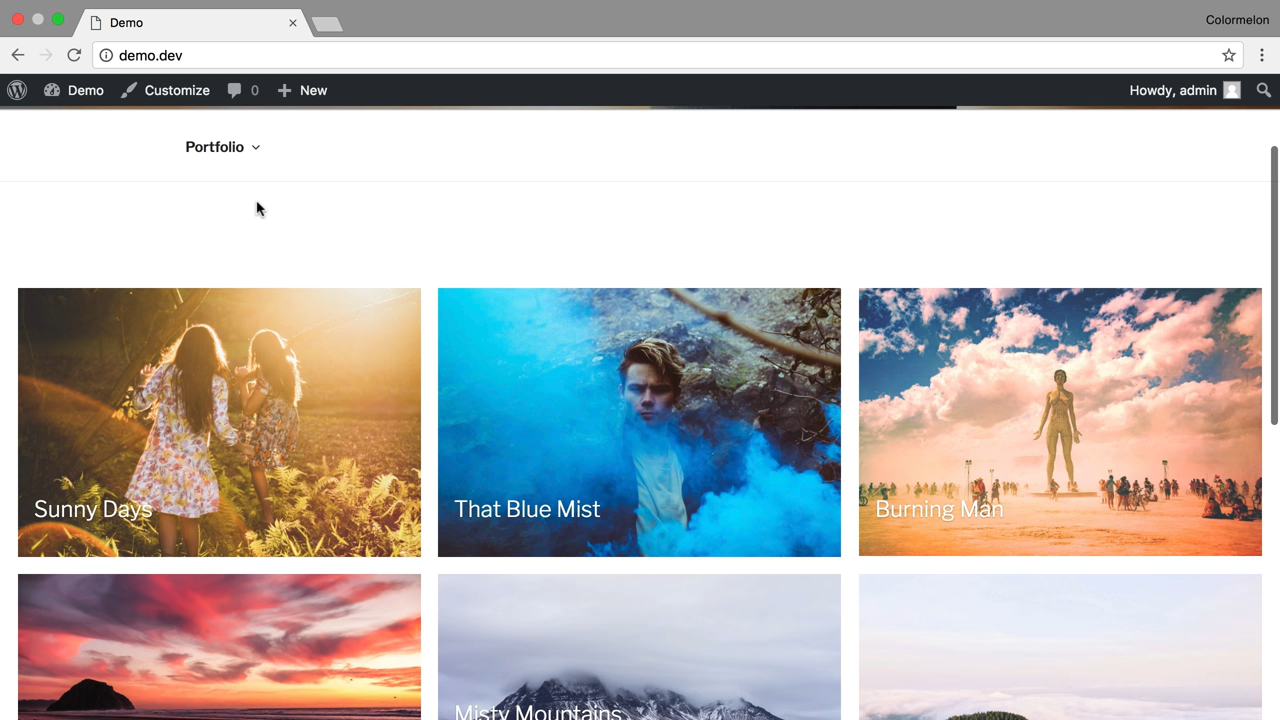 Demo
Colormelon
demo.dev
Demo
Customize
0
New
Howdy, admin
Portfolio
Sunny Days
That Blue Mist
Burning Man
Misty Mountains